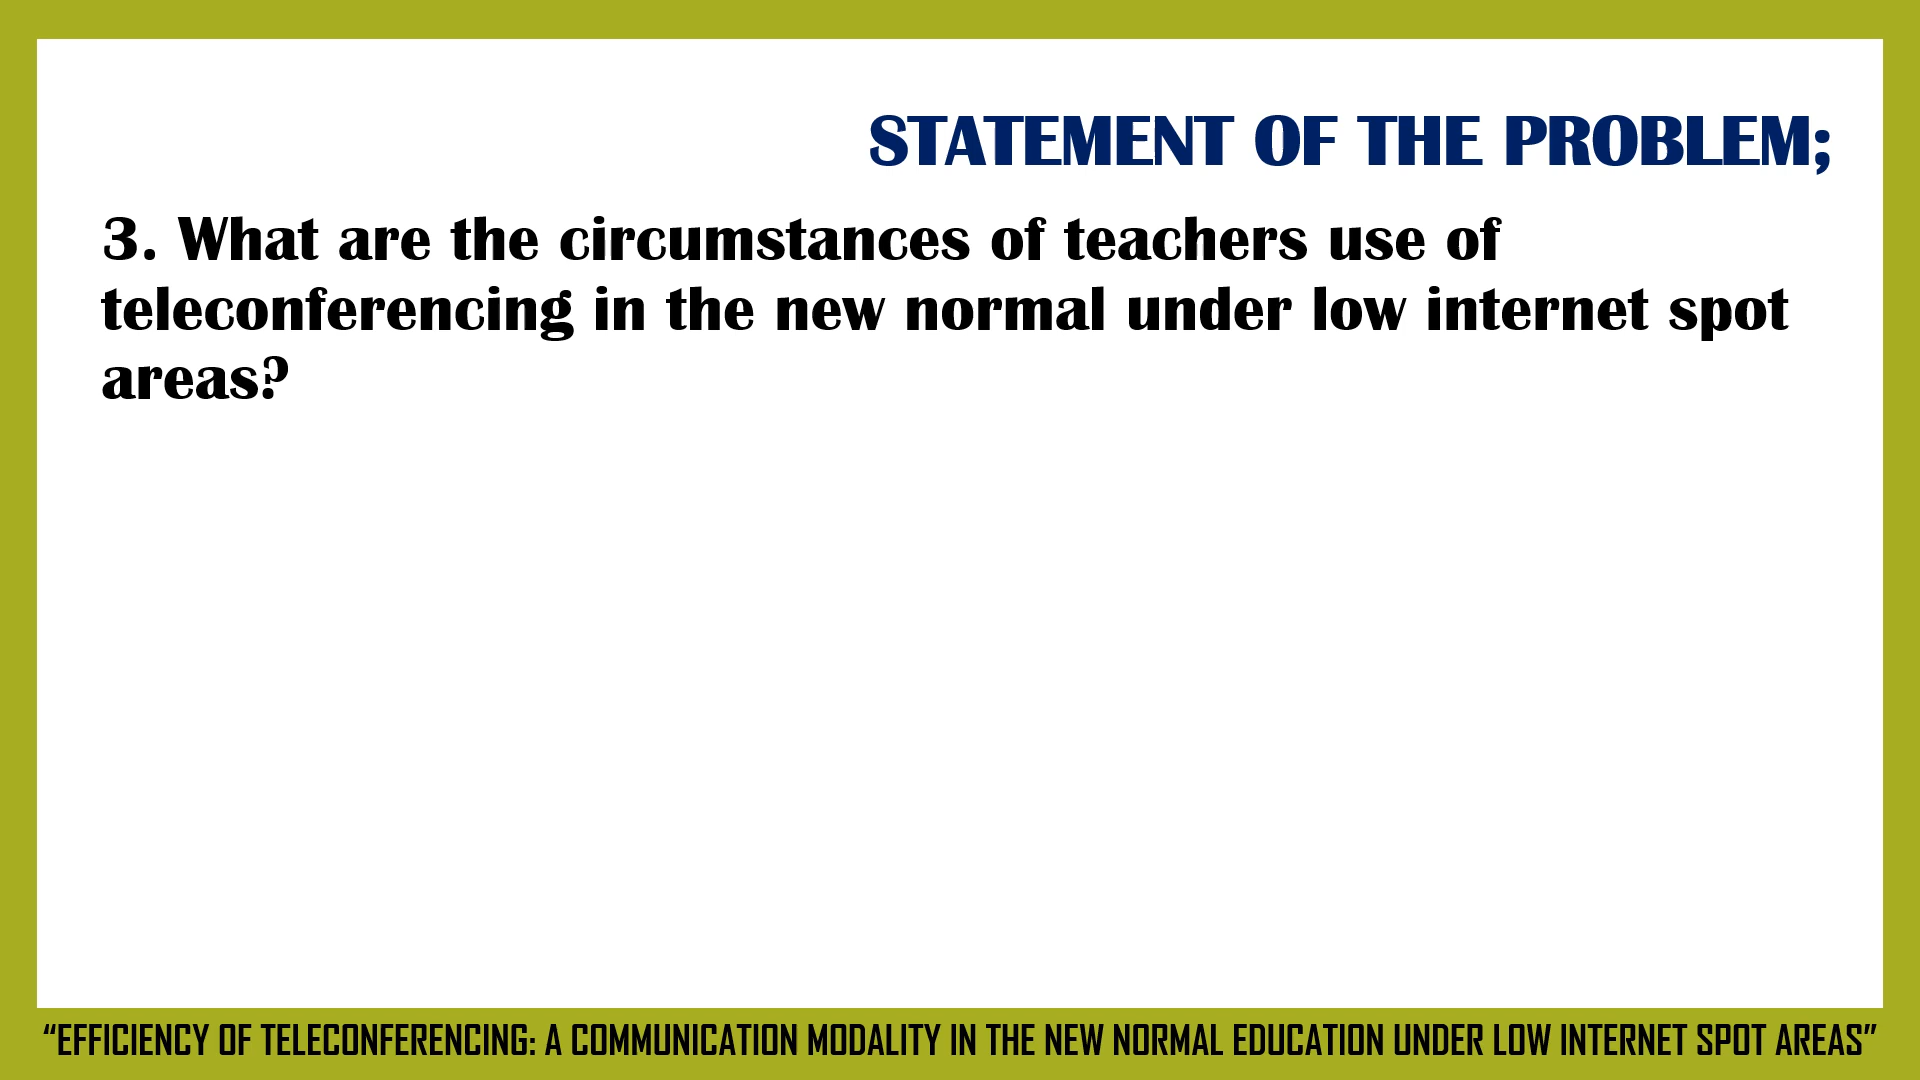 STATEMENT OF THE PROBLEM;
3. What are the circumstances of teachers use of
teleconferencing in the new normal under low internet spot
areas?
“EFFICIENCY OF TELECONFERENCING: A COMMUNICATION MODALITY IN THE NEW NORMAL EDUCATION UNDER LOW INTERNET SPOT AREAS”